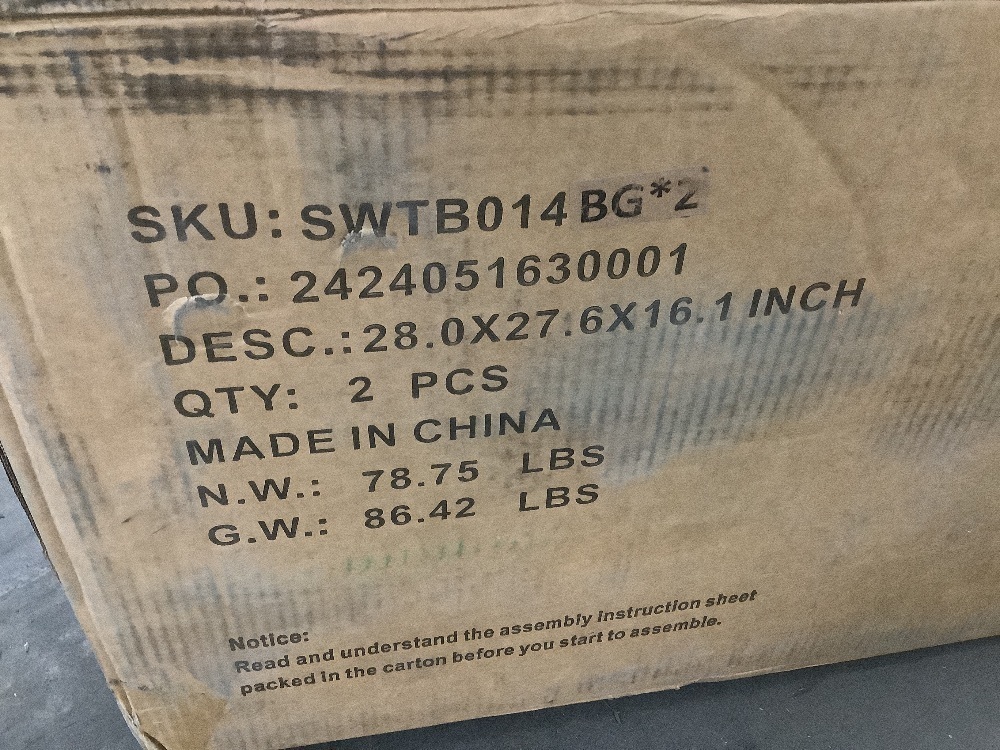 SKU: SWTB014BG*2
PO.: 2424051630001
DESC.:28.0X27.6X16.1 INCH
QTY: 2 PCS
MADE IN CHINA
N.W.: 78.75 LBS
G.W.: 86.42 LBS
Notice:
Read and understand the assembly instruction sheet
packed in the carton before you start to assemble.